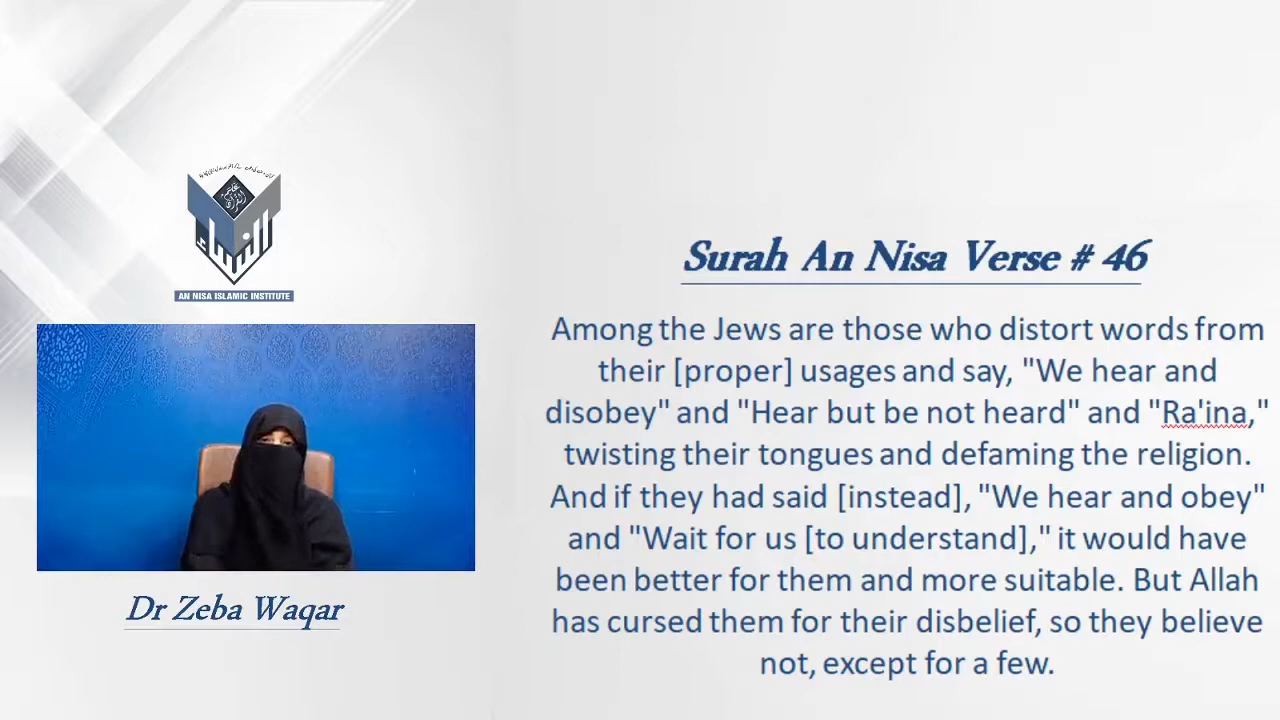 النساء
AN NISA ISLAMIC INSTITUTE
Dr Zeba Waqar
Surah An Nisa Verse # 46
Among the Jews are those who distort words from
their [proper] usages and say, "We hear and
disobey" and "Hear but be not heard" and "Ra'ina,"
twisting their tongues and defaming the religion.
And if they had said [instead], "We hear and obey"
and "Wait for us [to understand]," it would have
been better for them and more suitable. But Allah
has cursed them for their disbelief, so they believe
not, except for a few.